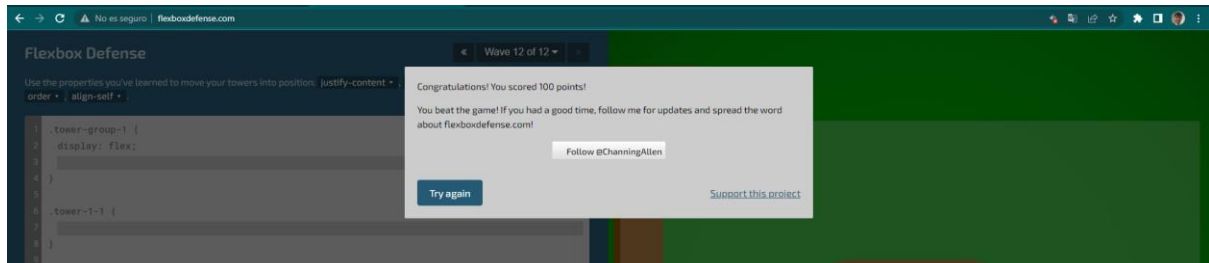 No es seguro | flexboxdefense.com
Flexbox Defense
« Wave 12 of 12
Use the properties you've learned to move your towers into position: justify-content
order , align-self .
1 .tower-group-1 {
2 display: flex;
3
4 }
5
6 .tower-1-1 {
7
8 }
9
Congratulations! You scored 100 points!
You beat the game! If you had a good time, follow me for updates and spread the word
about flexboxdefense.com!
Follow @ChanningAllen
Try again
Support this project